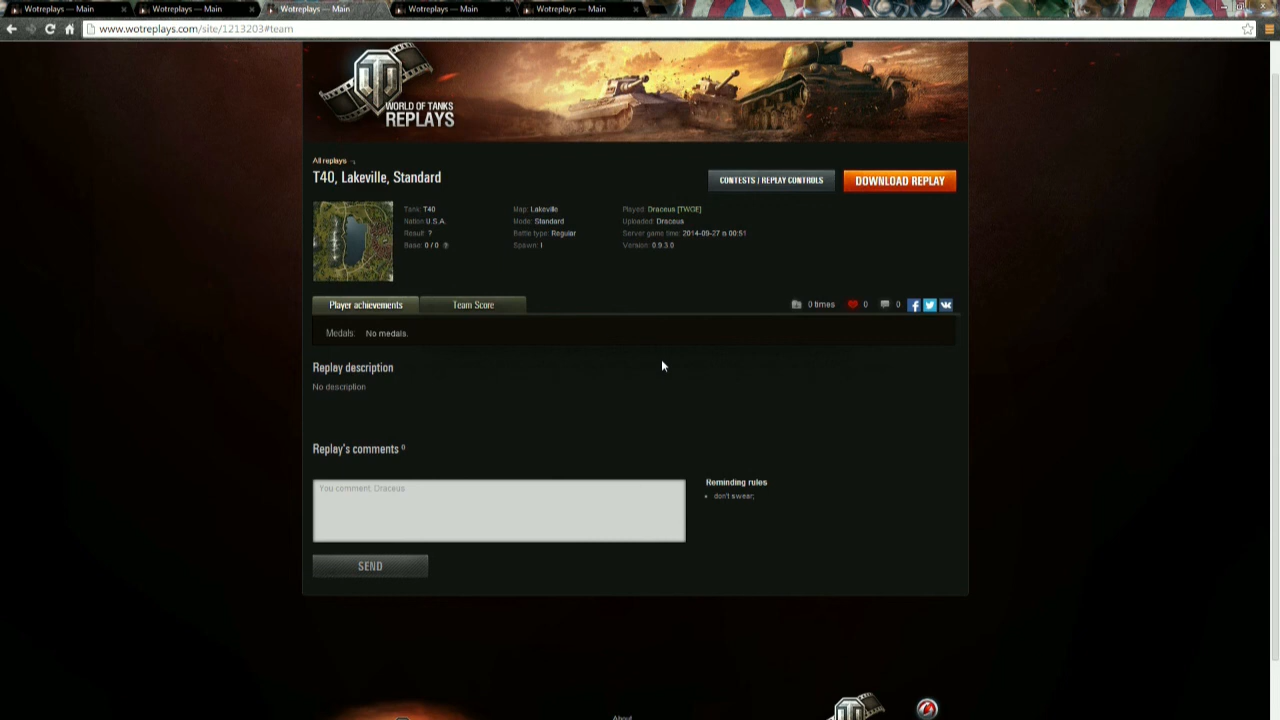 Wotreplays — Main
Wotreplays — Main
Wotreplays — Main
Wotreplays — Main
Wotreplays — Main
www.wotreplays.com/site/1213203#team
WORLD OF TANKS
REPLAYS
All replays
T40, Lakeville, Standard
CONTESTS / REPLAY CONTROLS
DOWNLOAD REPLAY
Tank: T40
Map: Lakeville
Played: Draceus [TWGE]
Nation: U.S.A.
Mode: Standard
Uploaded: Draceus
Result: ?
Battle type: Regular
Server game time: 2014-09-27 в 00:51
Base: 0 / 0
Spawn: I
Version: 0.9.3.0
Player achievements
Team Score
0 times
0
0
Medals: No medals.
Replay description
No description
Replay's comments 0
You comment, Draceus
Reminding rules
• don't swear;
SEND
About